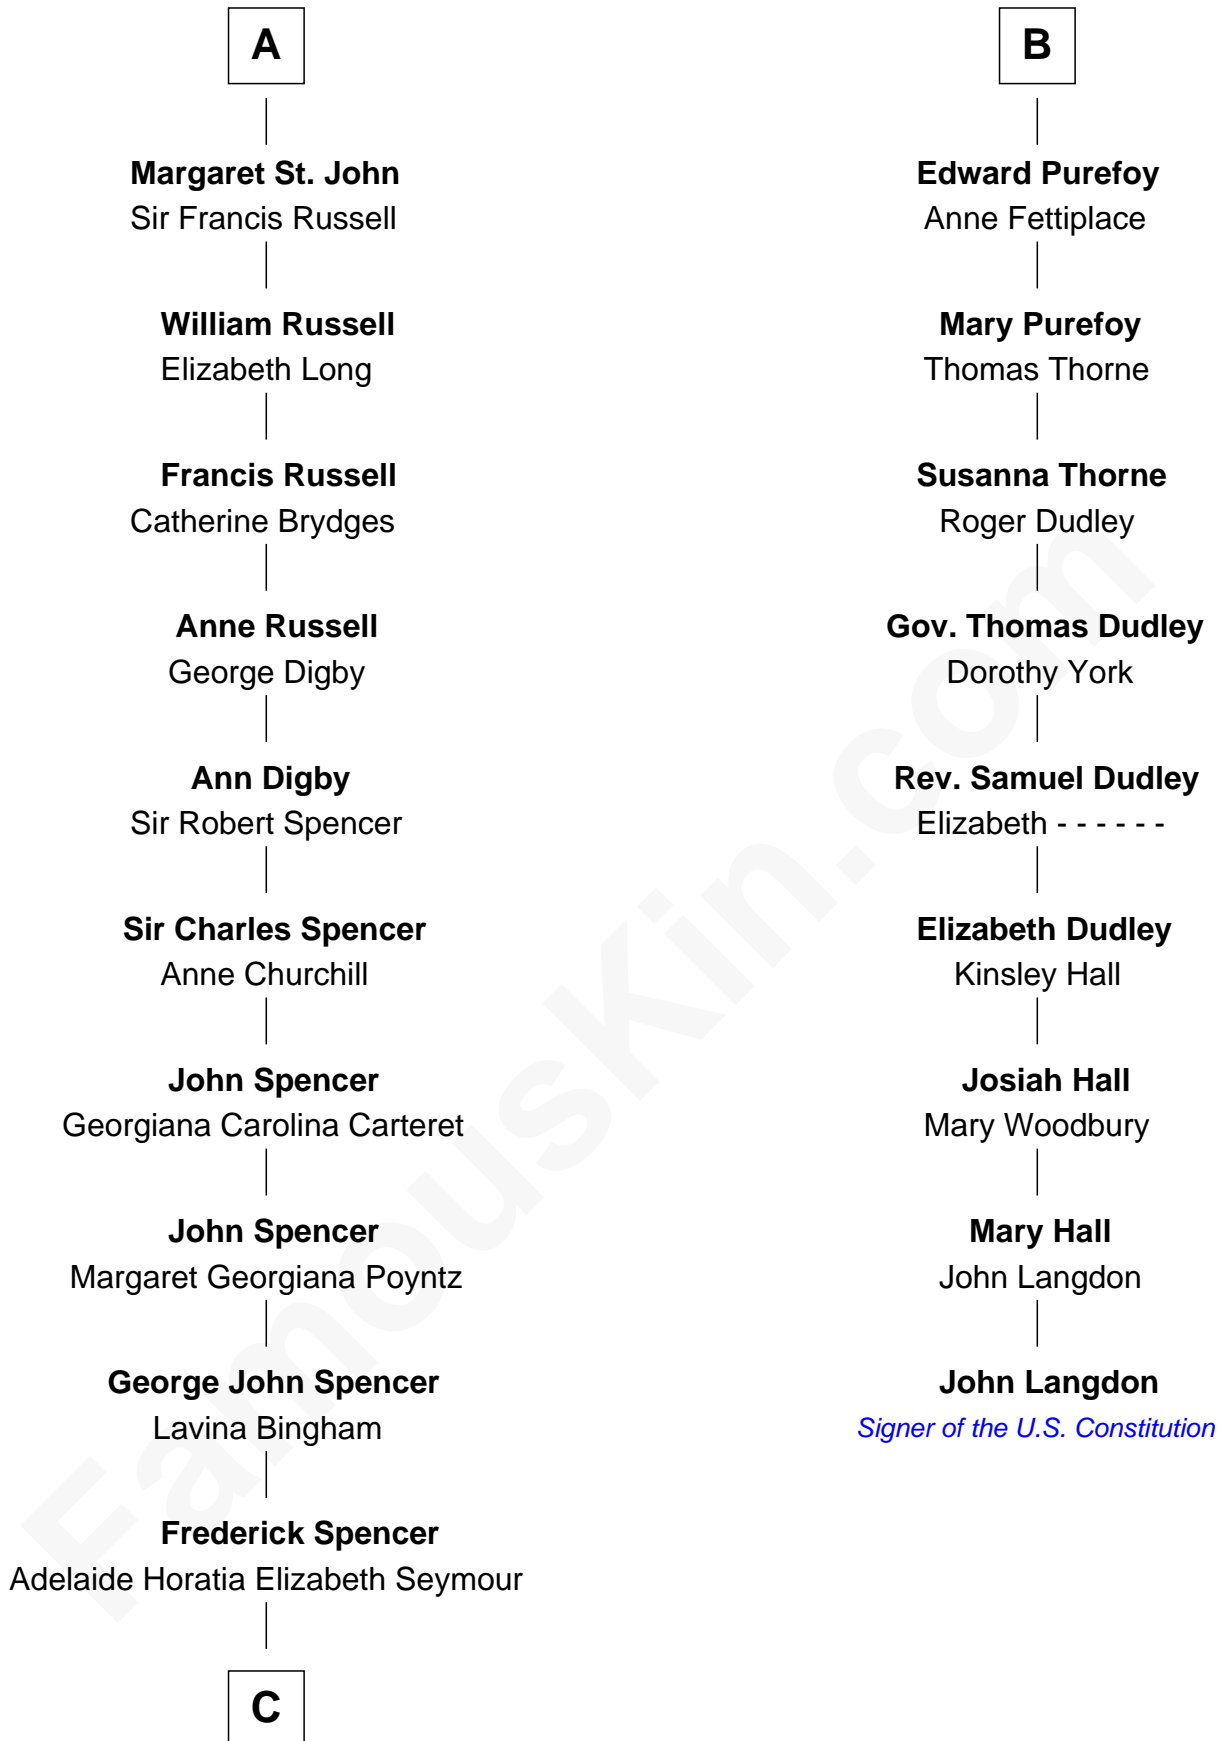 A
Margaret St. John
Sir Francis Russell
William Russell
Elizabeth Long
Francis Russell
Catherine Brydges
Anne Russell
George Digby
Ann Digby
Sir Robert Spencer
Sir Charles Spencer
Anne Churchill
John Spencer
Georgiana Carolina Carteret
John Spencer
Margaret Georgiana Poyntz
George John Spencer
Lavina Bingham
Frederick Spencer
Adelaide Horatia Elizabeth Seymour
C
B
Edward Purefoy
Anne Fettiplace
Mary Purefoy
Thomas Thorne
Susanna Thorne
Roger Dudley
Gov. Thomas Dudley
Dorothy York
Rev. Samuel Dudley
Elizabeth - - - - - -
Elizabeth Dudley
Kinsley Hall
Josiah Hall
Mary Woodbury
Mary Hall
John Langdon
John Langdon
Signer of the U.S. Constitution
FamousKin.com